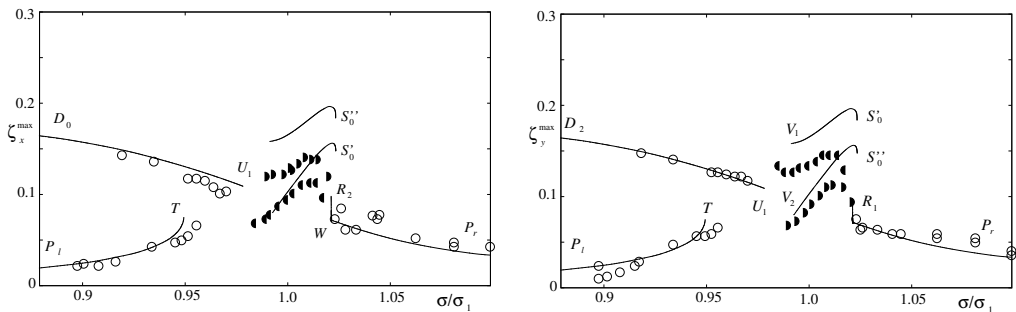 0.3
0.2
0.1
0
ζ_x^max
D_0
S_0''
S_0'
U_1
T
R_2
W
P_l
P_r
0.9
0.95
1.0
1.05
σ/σ_1
0.3
0.2
0.1
0
ζ_y^max
D_2
V_1
S_0'
S_0''
V_2
U_1
T
R_1
P_l
P_r
0.9
0.95
1.0
1.05
σ/σ_1